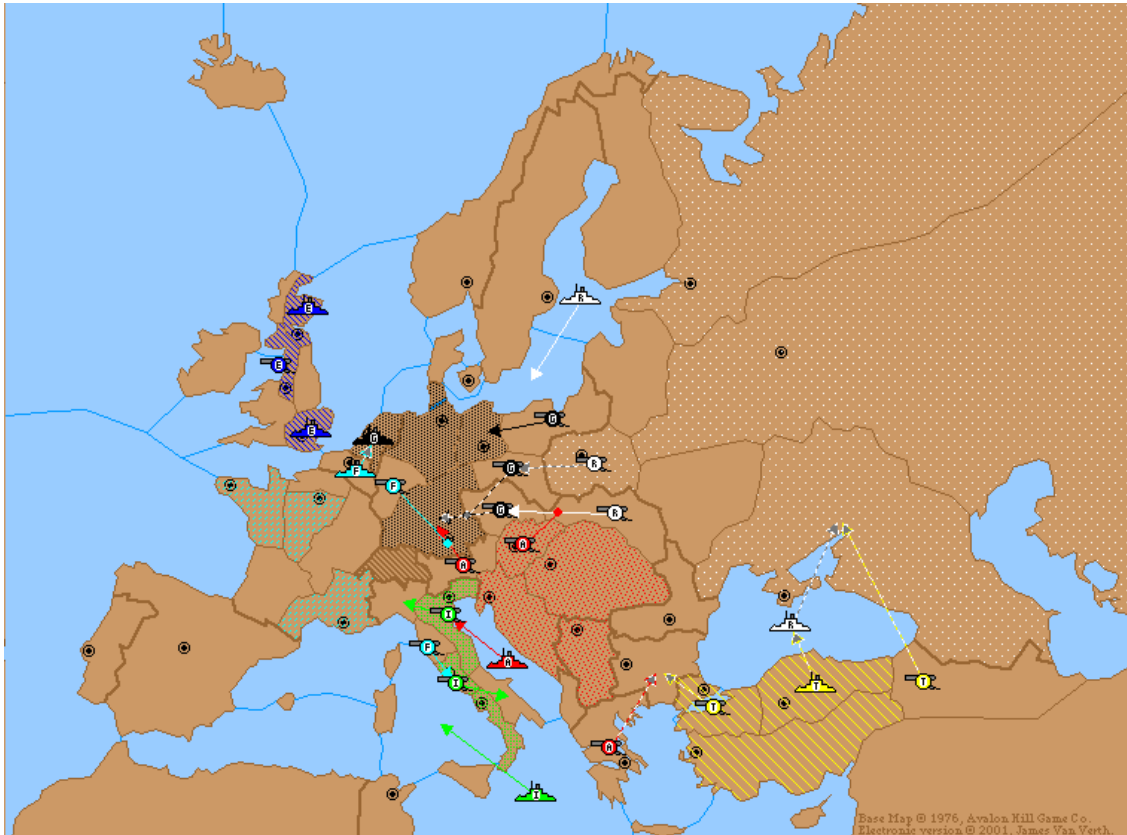 R
E
E
G
E
G
R
G
F
F
G
R
A
A
I
R
F
A
I
T
T
T
A
I
Base Map © 1976, Avalon Hill Game Co.
Electronic version © 2001, James Van Verth.